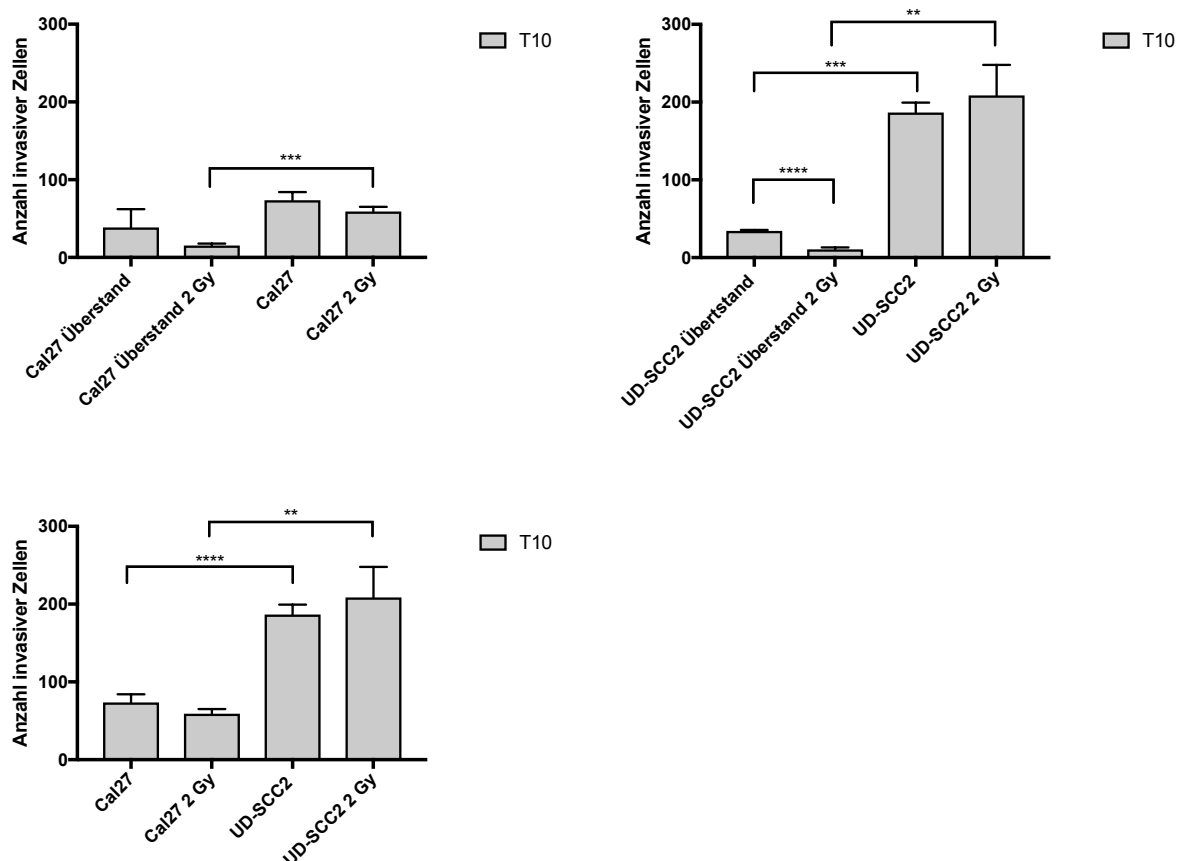 Anzahl invasiver Zellen
300
200
100
0
***
T10
Cal27 Überstand
Cal27 Überstand 2 Gy
Cal27
Cal27 2 Gy
Anzahl invasiver Zellen
300
200
100
0
**
***
****
T10
UD-SCC2 Übertstand
UD-SCC2 Überstand 2 Gy
UD-SCC2
UD-SCC2 2 Gy
Anzahl invasiver Zellen
300
200
100
0
**
****
T10
Cal27
Cal27 2 Gy
UD-SCC2
UD-SCC2 2 Gy